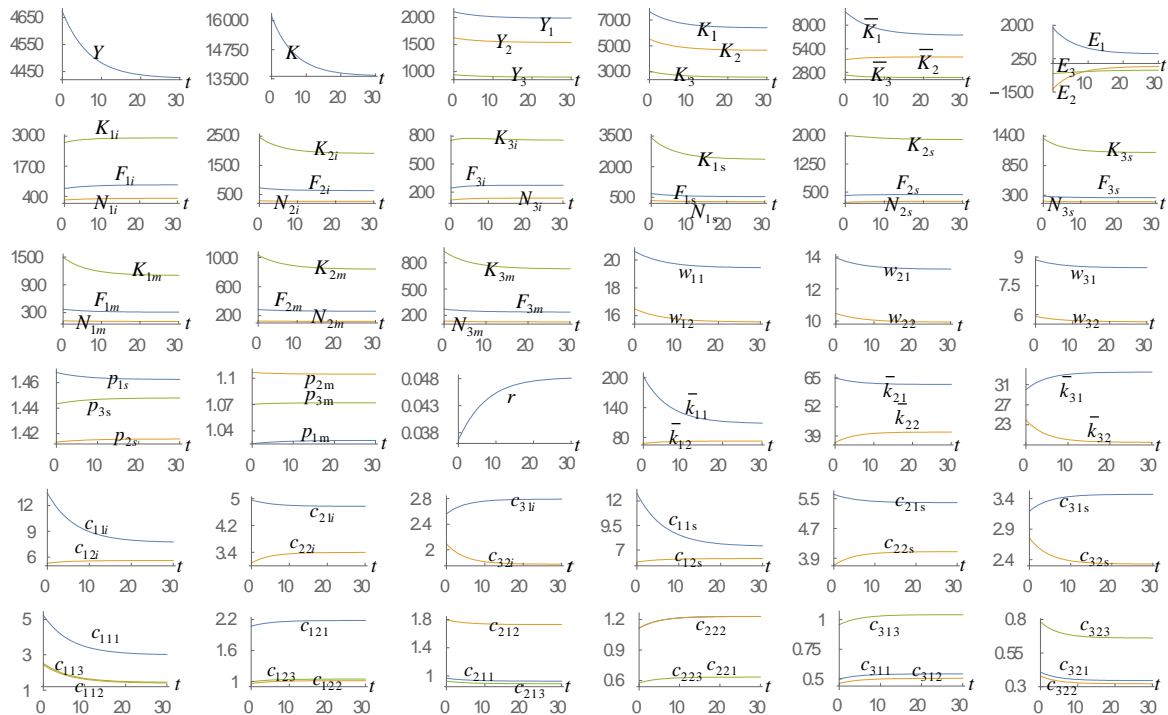 4650 4550 4450 Y 0 10 20 30 t
16000 14750 13500 K 0 10 20 30 t
2000 1500 1000 Y₁ Y₂ Y₃ 0 10 20 30 t
7000 5000 3000 K₁ K₂ K₃ 0 10 20 30 t
8000 5400 2800 K̅₁ K̅₂ K̅₃ 0 10 20 30 t
2000 −1500 E₁ E₃ E₂ 10 20 30 t
3000 1700 400 K₁ᵢ F₁ᵢ N₁ᵢ 0 10 20 30 t
2500 1500 500 K₂ᵢ F₂ᵢ N₂ᵢ 0 10 20 30 t
800 500 200 K₃ᵢ F₃ᵢ N₃ᵢ 0 10 20 30 t
3500 2000 500 K₁ₛ F₁ₛ N₁ₛ 0 10 20 30 t
2000 1250 500 K₂ₛ F₂ₛ N₂ₛ 0 10 20 30 t
1400 850 300 K₃ₛ F₃ₛ N₃ₛ 0 10 20 30 t
1500 900 300 K₁ₘ F₁ₘ N₁ₘ 0 10 20 30 t
1000 600 200 K₂ₘ F₂ₘ N₂ₘ 0 10 20 30 t
800 500 200 K₃ₘ F₃ₘ N₃ₘ 0 10 20 30 t
20 18 16 w₁₁ w₁₂ 0 10 20 30 t
14 12 10 w₂₁ w₂₂ 0 10 20 30 t
9 7.5 6 w₃₁ w₃₂ 0 10 20 30 t
1.46 1.44 1.42 p₁ₛ p₃ₛ p₂ₛ 0 10 20 30 t
1.1 1.07 1.04 p₂ₘ p₃ₘ p₁ₘ 0 10 20 30 t
0.048 0.043 0.038 r 0 10 20 30 t
200 140 80 k̅₁₁ k̅₁₂ 0 10 20 30 t
65 52 39 k̅₂₁ k̅₂₂ 0 10 20 30 t
31 27 23 k̅₃₁ k̅₃₂ 0 10 20 30 t
12 9 6 c₁₁ᵢ c₁₂ᵢ 0 10 20 30 t
5 4.2 3.4 c₂₁ᵢ c₂₂ᵢ 0 10 20 30 t
2.8 2.4 2 c₃₁ᵢ c₃₂ᵢ 0 10 20 30 t
12 9.5 7 c₁₁ₛ c₁₂ₛ 0 10 20 30 t
5.5 4.7 3.9 c₂₁ₛ c₂₂ₛ 0 10 20 30 t
3.4 2.9 2.4 c₃₁ₛ c₃₂ₛ 0 10 20 30 t
5 3 1 c₁₁₁ c₁₁₃ c₁₁₂ 0 10 20 30 t
2.2 1.6 1 c₁₂₁ c₁₂₃ c₁₂₂ 0 10 20 30 t
1.8 1.4 1 c₂₁₂ c₂₁₁ c₂₁₃ 0 10 20 30 t
1.2 0.9 0.6 c₂₂₂ c₂₂₃ c₂₂₁ 0 10 20 30 t
1 0.75 0.5 c₃₁₃ c₃₁₁ c₃₁₂ 0 10 20 30 t
0.8 0.55 0.3 c₃₂₃ c₃₂₁ c₃₂₂ 0 10 20 30 t